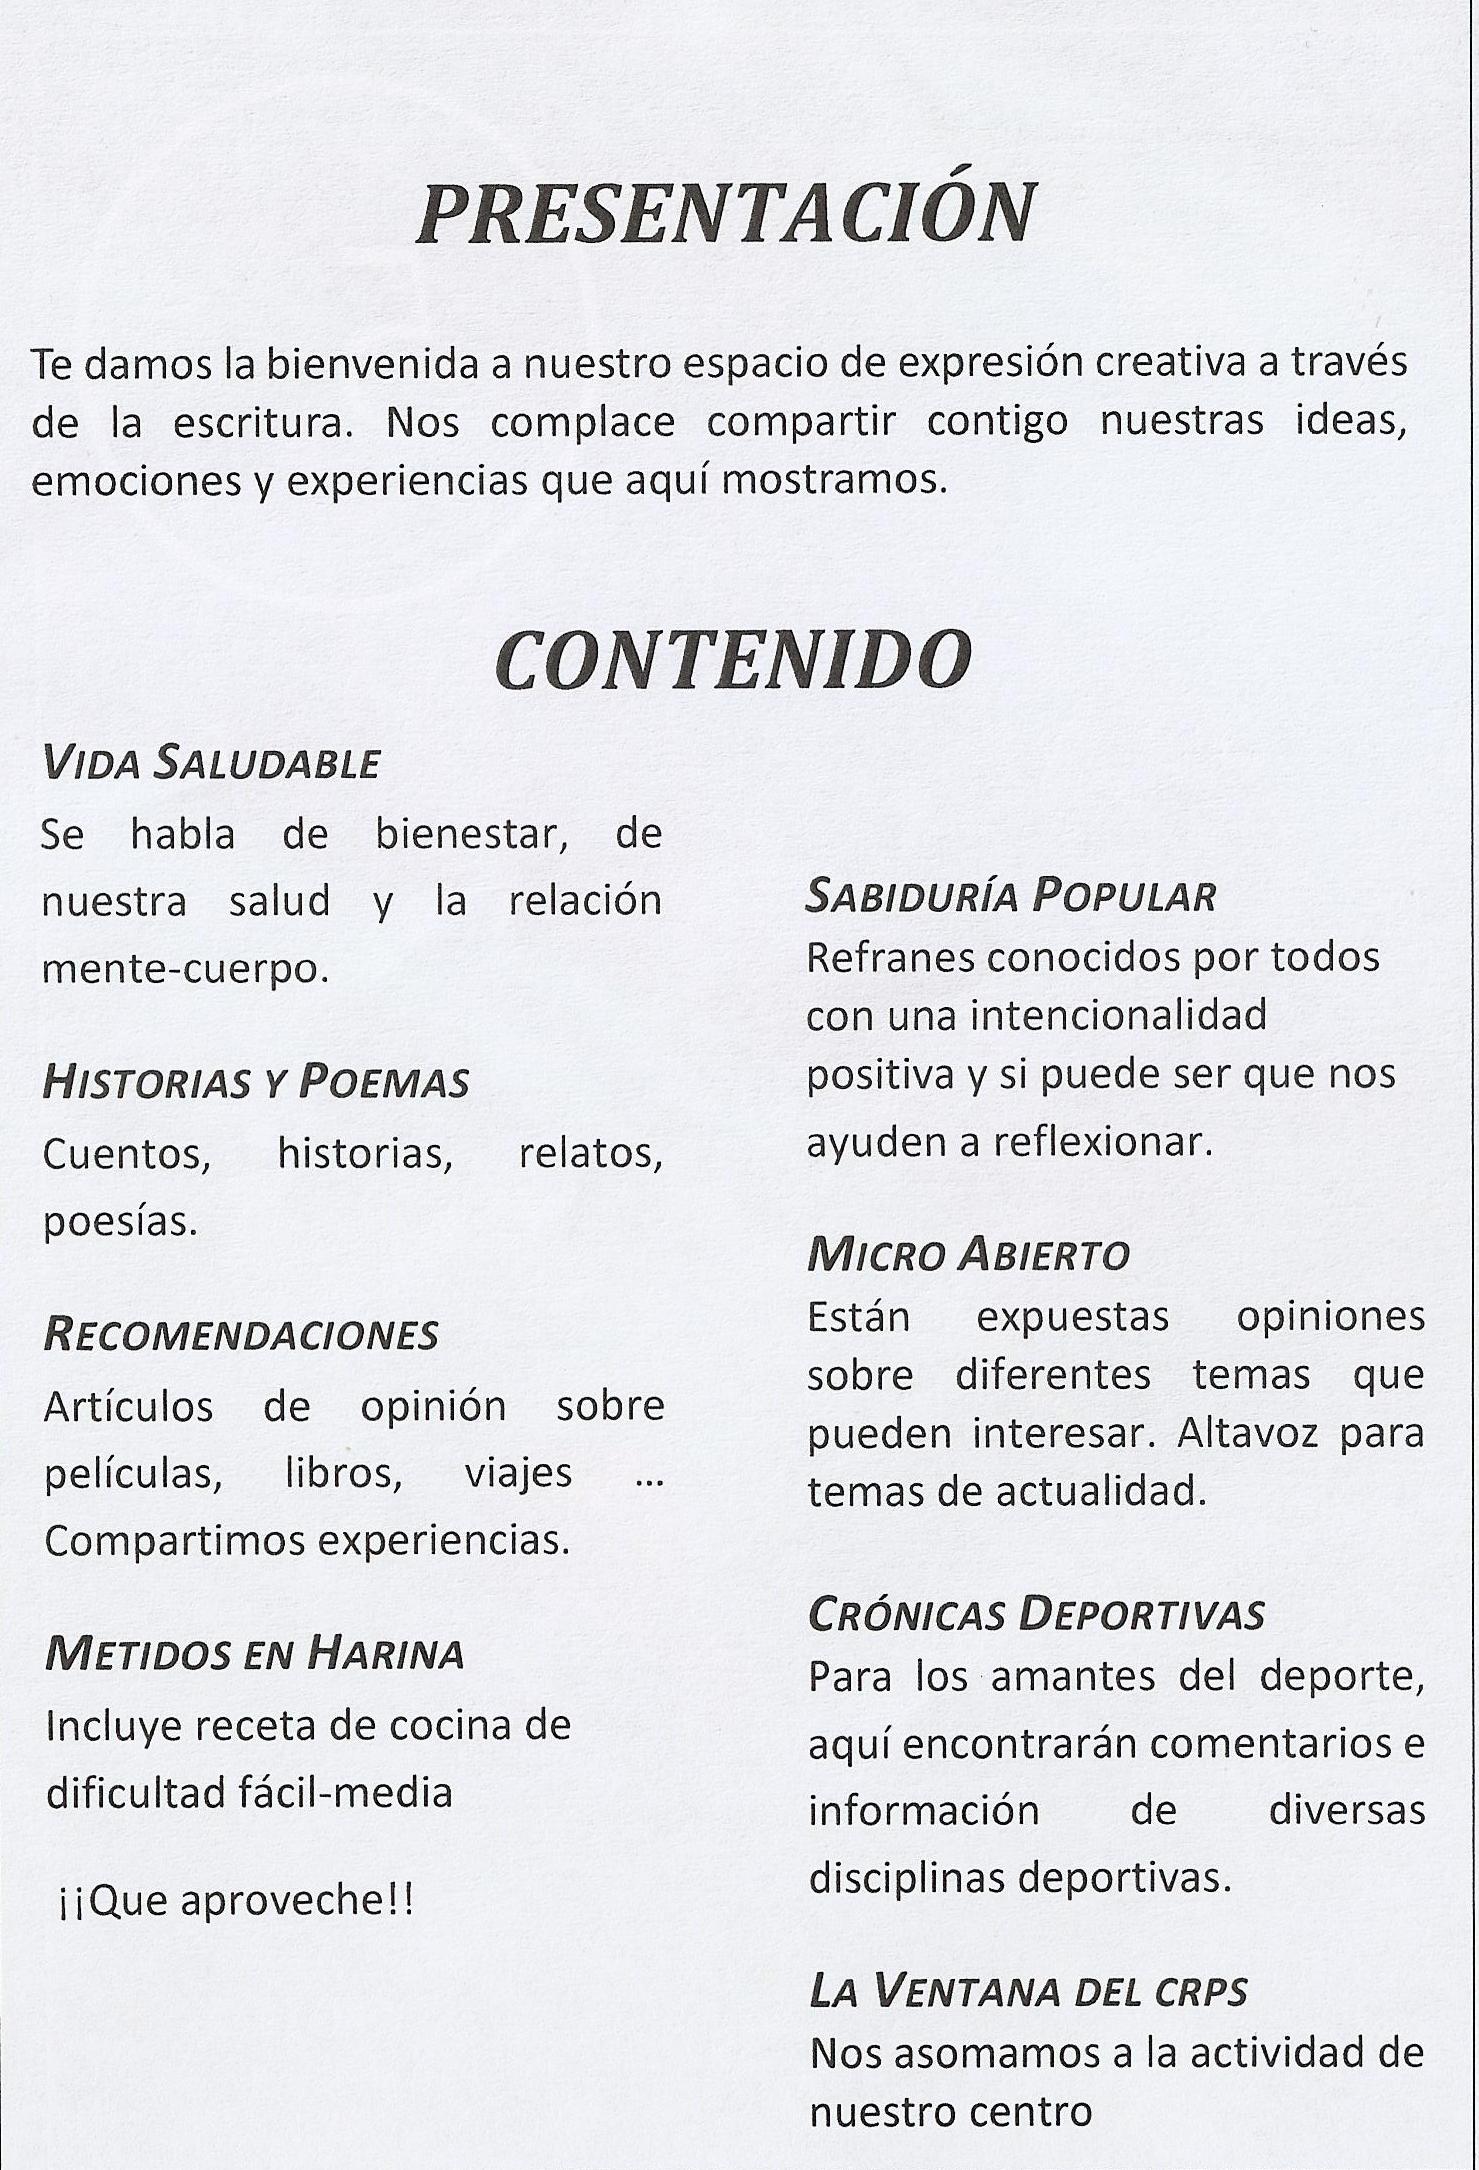 PRESENTACIÓN
Te damos la bienvenida a nuestro espacio de expresión creativa a través
de la escritura. Nos complace compartir contigo nuestras ideas,
emociones y experiencias que aquí mostramos.
CONTENIDO
VIDA SALUDABLE
Se habla de bienestar, de
nuestra salud y la relación
mente-cuerpo.
HISTORIAS Y POEMAS
Cuentos, historias, relatos,
poesías.
RECOMENDACIONES
Artículos de opinión sobre
películas, libros, viajes ...
Compartimos experiencias.
METIDOS EN HARINA
Incluye receta de cocina de
dificultad fácil-media
¡¡Que aproveche!!
SABIDURÍA POPULAR
Refranes conocidos por todos
con una intencionalidad
positiva y si puede ser que nos
ayuden a reflexionar.
MICRO ABIERTO
Están expuestas opiniones
sobre diferentes temas que
pueden interesar. Altavoz para
temas de actualidad.
CRÓNICAS DEPORTIVAS
Para los amantes del deporte,
aquí encontrarán comentarios e
información de diversas
disciplinas deportivas.
LA VENTANA DEL CRPS
Nos asomamos a la actividad de
nuestro centro